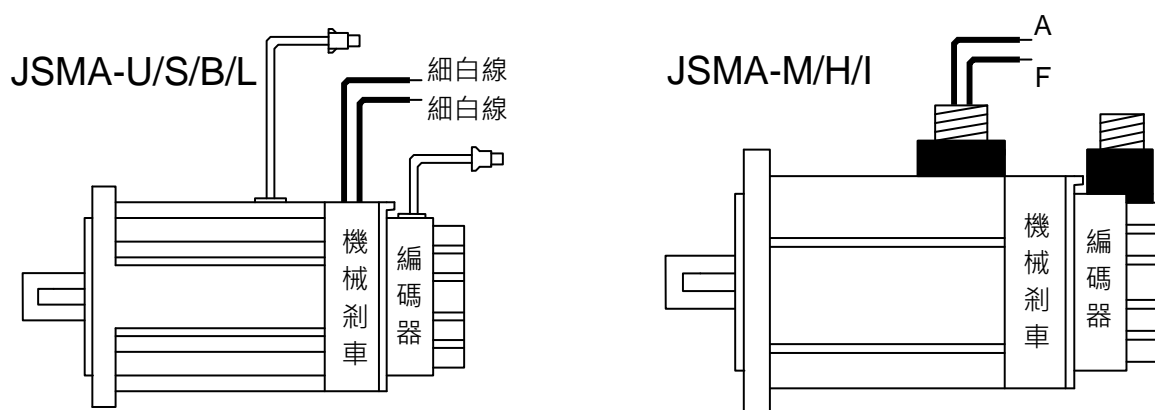 JSMA-U/S/B/L
細白線
細白線
機械剎車
編碼器
JSMA-M/H/I
A
F
機械剎車
編碼器